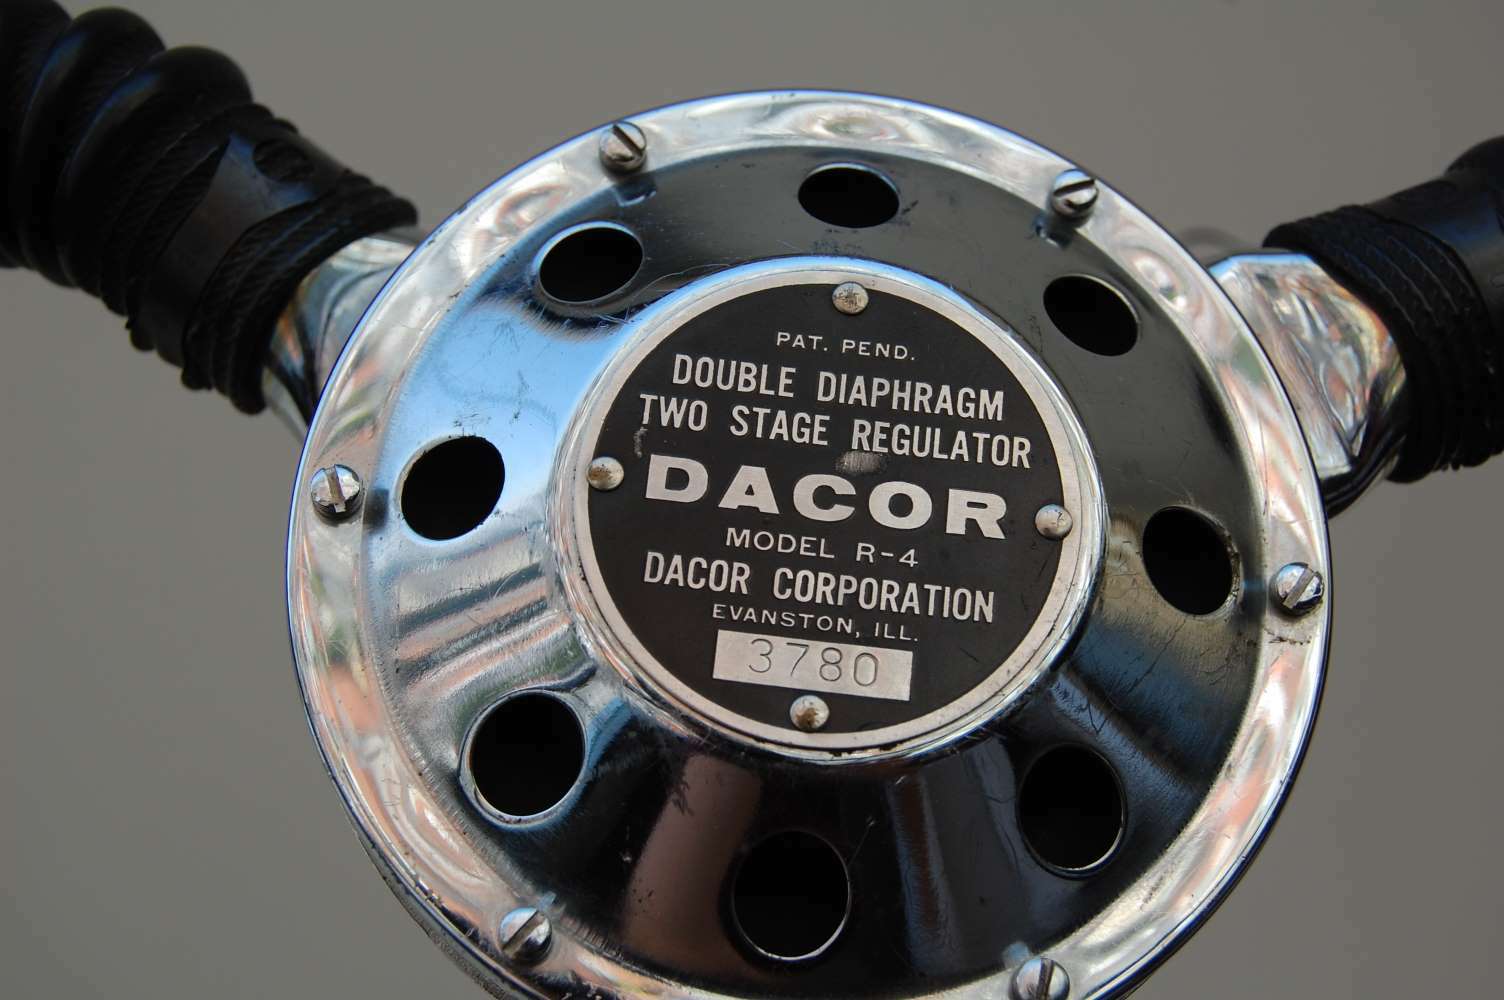 PAT. PEND.
DOUBLE DIAPHRAGM
TWO STAGE REGULATOR
DACOR
MODEL R-4
DACOR CORPORATION
EVANSTON, ILL.
3780